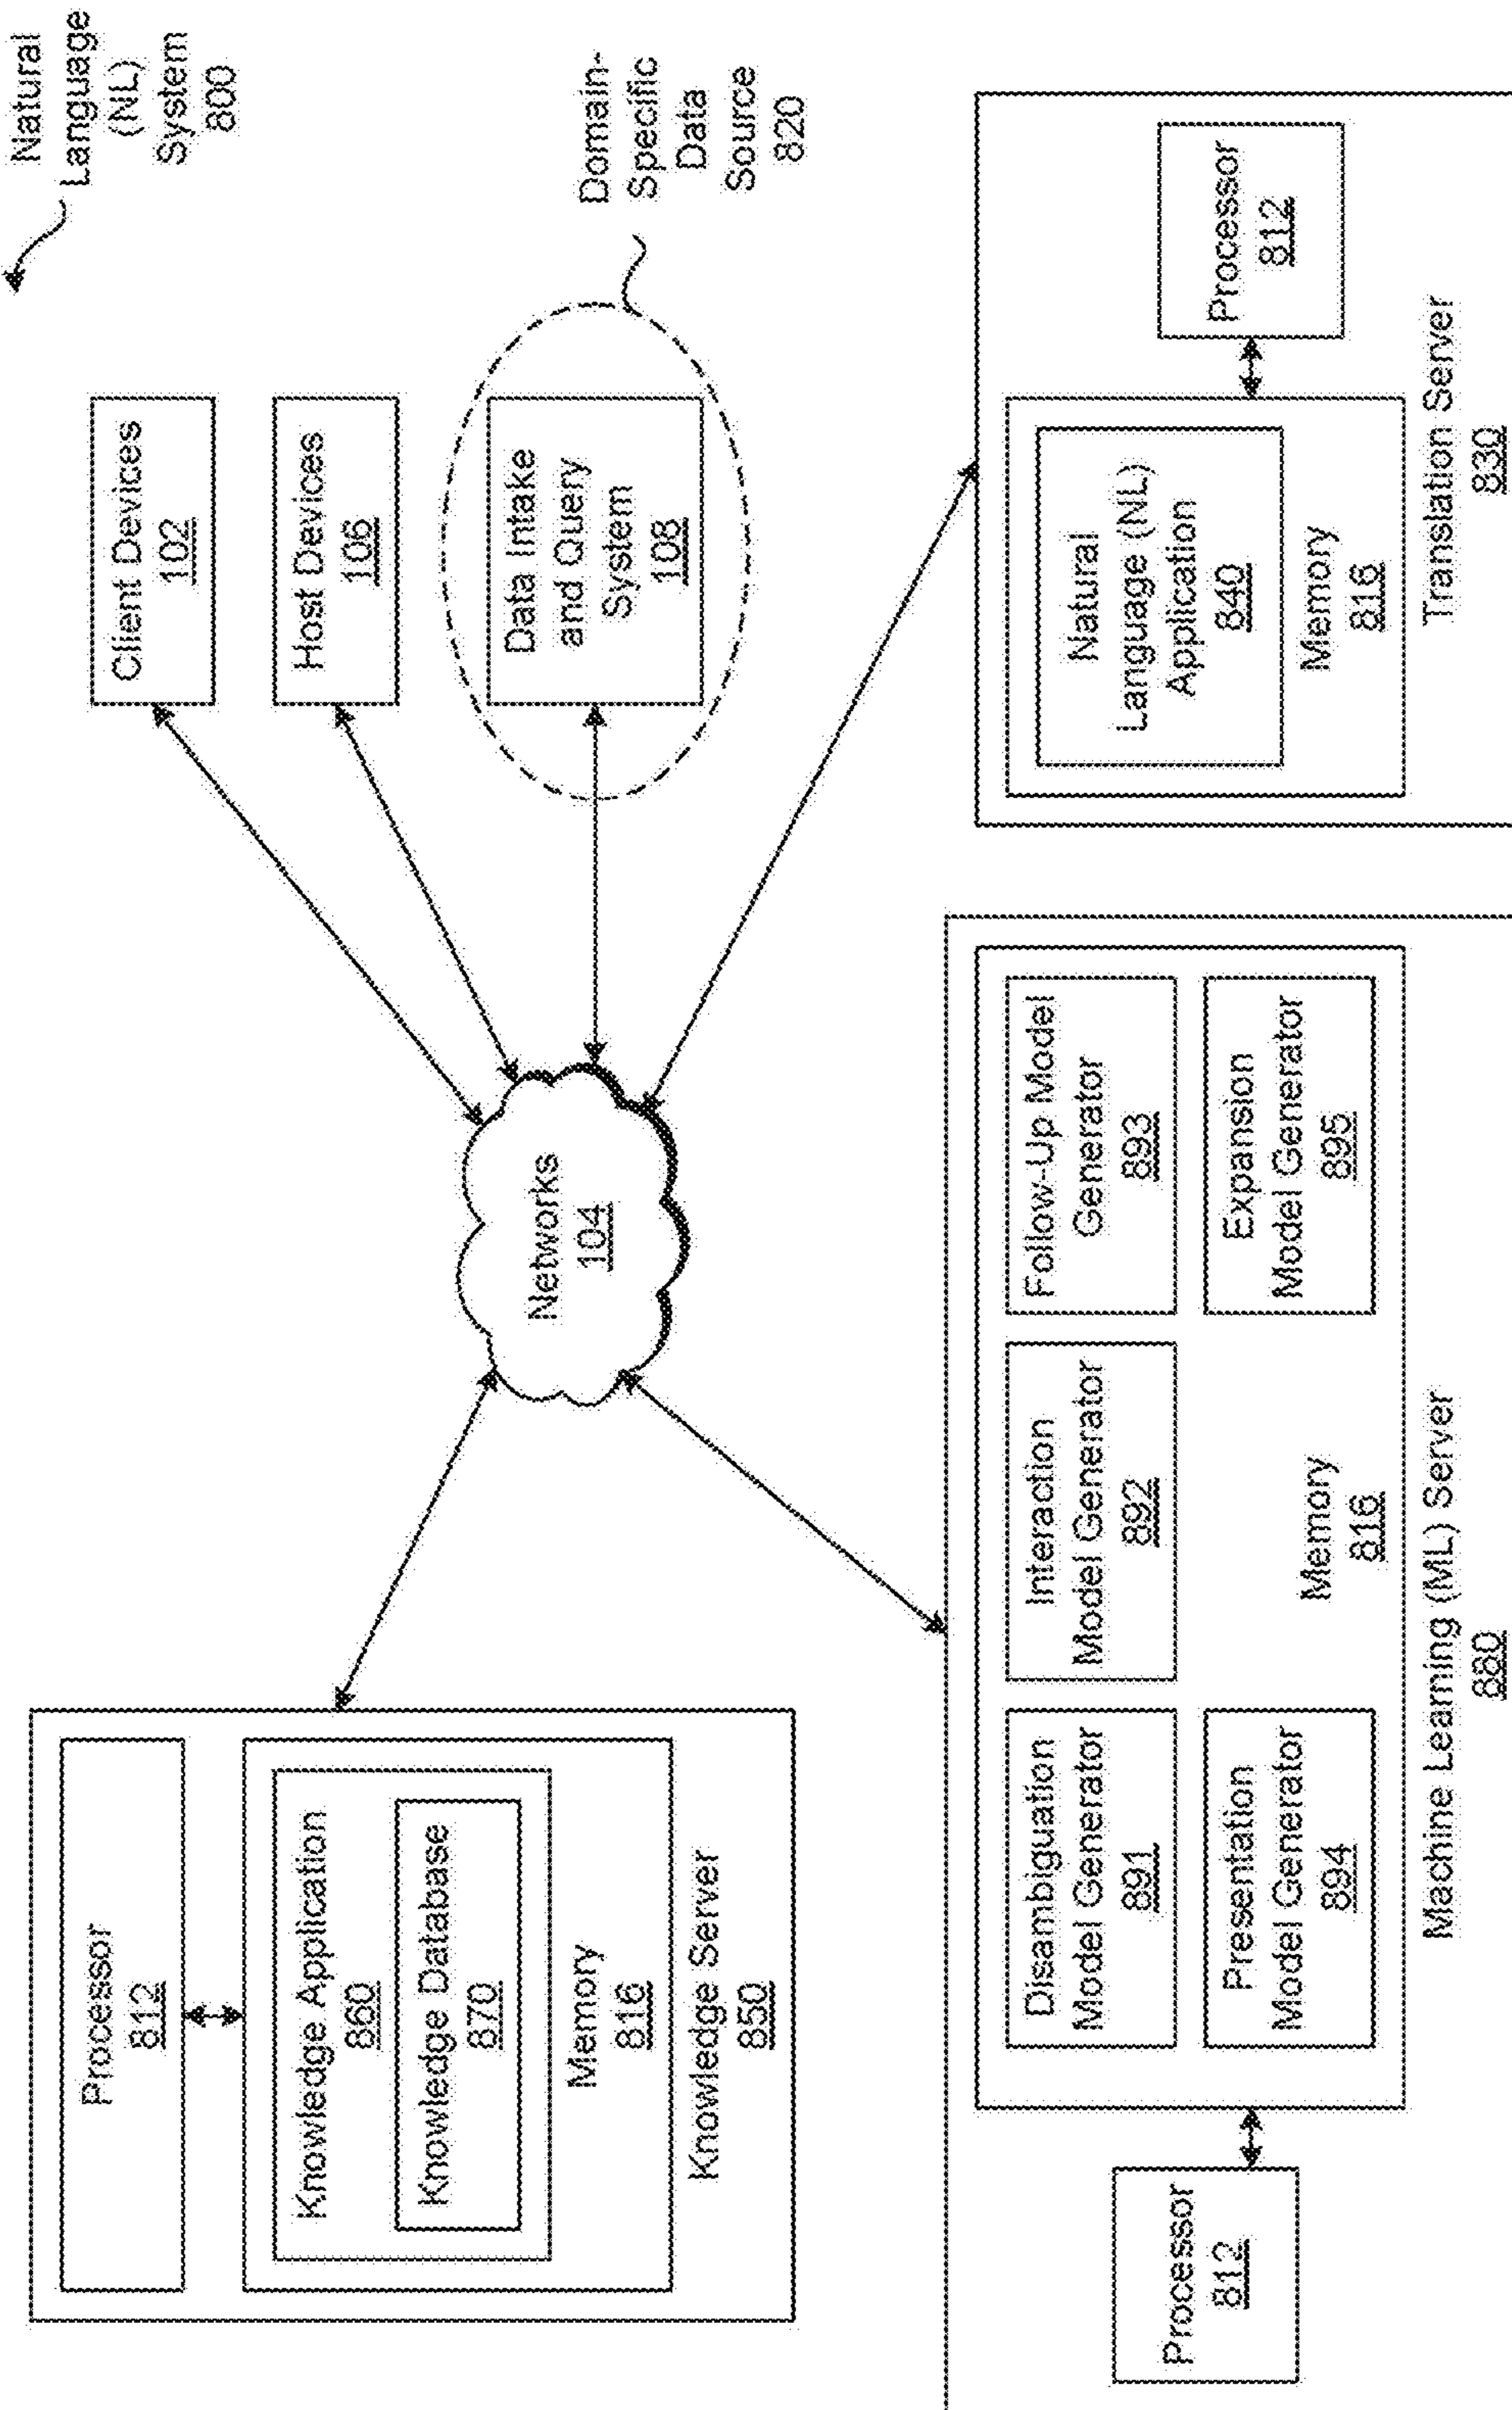 Natural
Language
(NL)
System
800
Processor
812
Knowledge Application
860
Knowledge Database
870
Memory
816
Knowledge Server
850
Networks
104
Client Devices
102
Host Devices
106
Data Intake
and Query
System
108
Domain-
Specific
Data
Source
820
Processor
812
Disambiguation
Model Generator
891
Interaction
Model Generator
892
Follow-Up Model
Generator
893
Presentation
Model Generator
894
Expansion
Model Generator
895
Memory
816
Machine Learning (ML) Server
880
Natural
Language (NL)
Application
840
Memory
816
Processor
812
Translation Server
830